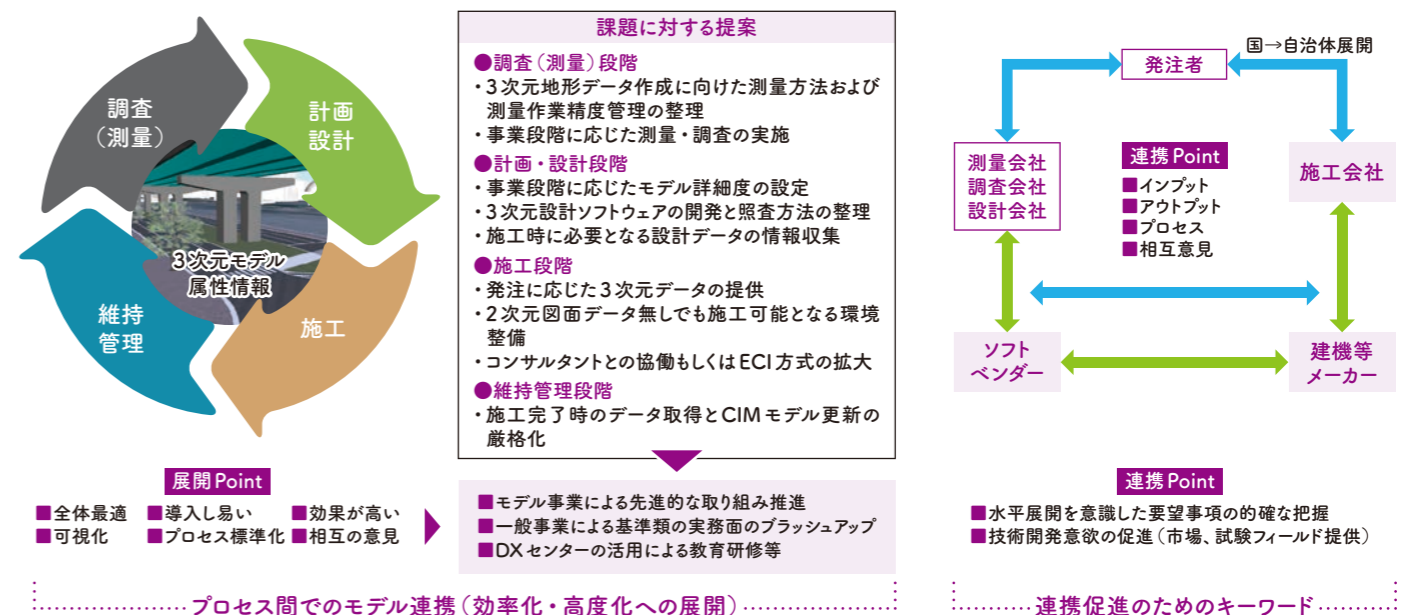 調査
（測量）
計画
設計
3次元モデル
属性情報
維持
管理
施工
展開Point
■全体最適 ■導入し易い ■効果が高い
■可視化 ■プロセス標準化 ■相互の意見
課題に対する提案
●調査（測量）段階
・3次元地形データ作成に向けた測量方法および
測量作業精度管理の整理
・事業段階に応じた測量・調査の実施
●計画・設計段階
・事業段階に応じたモデル詳細度の設定
・3次元設計ソフトウェアの開発と照査方法の整理
・施工時に必要となる設計データの情報収集
●施工段階
・発注に応じた3次元データの提供
・2次元図面データ無しでも施工可能となる環境
整備
・コンサルタントとの協働もしくはECI方式の拡大
●維持管理段階
・施工完了時のデータ取得とCIMモデル更新の
厳格化
■モデル事業による先進的な取り組み推進
■一般事業による基準類の実務面のブラッシュアップ
■DXセンターの活用による教育研修等
プロセス間でのモデル連携（効率化・高度化への展開）
国→自治体展開
発注者
測量会社
調査会社
設計会社
連携Point
■インプット
■アウトプット
■プロセス
■相互意見
施工会社
ソフト
ベンダー
建機等
メーカー
連携Point
■水平展開を意識した要望事項の的確な把握
■技術開発意欲の促進（市場、試験フィールド提供）
連携促進のためのキーワード